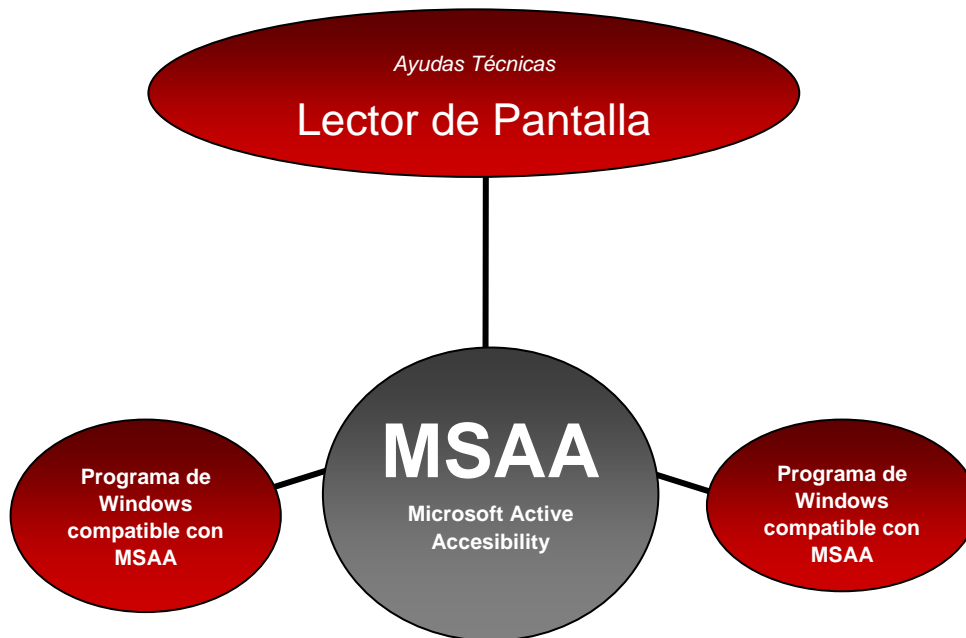 Ayudas Técnicas
Lector de Pantalla
MSAA
Microsoft Active
Accesibility
Programa de
Windows
compatible con
MSAA
Programa de
Windows
compatible con
MSAA